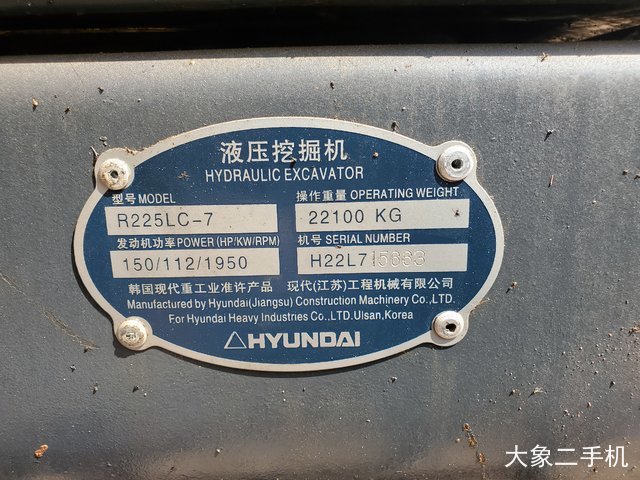 液压挖掘机
HYDRAULIC EXCAVATOR
型号 MODEL
操作重量 OPERATING WEIGHT
R225LC-7
22100 KG
发动机功率 POWER (HP/KW/RPM)
机号 SERIAL NUMBER
150/112/1950
H22L715633
韩国现代重工业准许产品 现代(江苏)工程机械有限公司
Manufactured by Hyundai(Jiangsu) Construction Machinery Co.,LTD.
For Hyundai Heavy Industries Co.,LTD.Ulsan,Korea
HYUNDAI
大象二手机